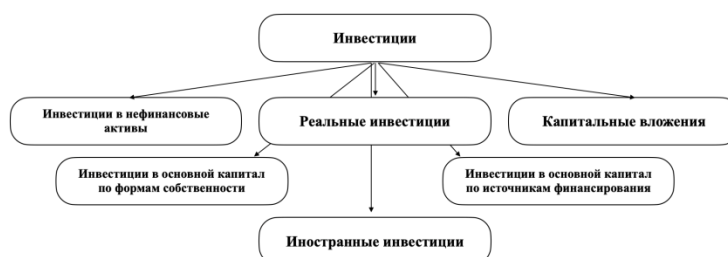 Инвестиции
Инвестиции в нефинансовые
активы
Реальные инвестиции
Капитальные вложения
Инвестиции в основной капитал
по формам собственности
Инвестиции в основной капитал
по источникам финансирования
Иностранные инвестиции